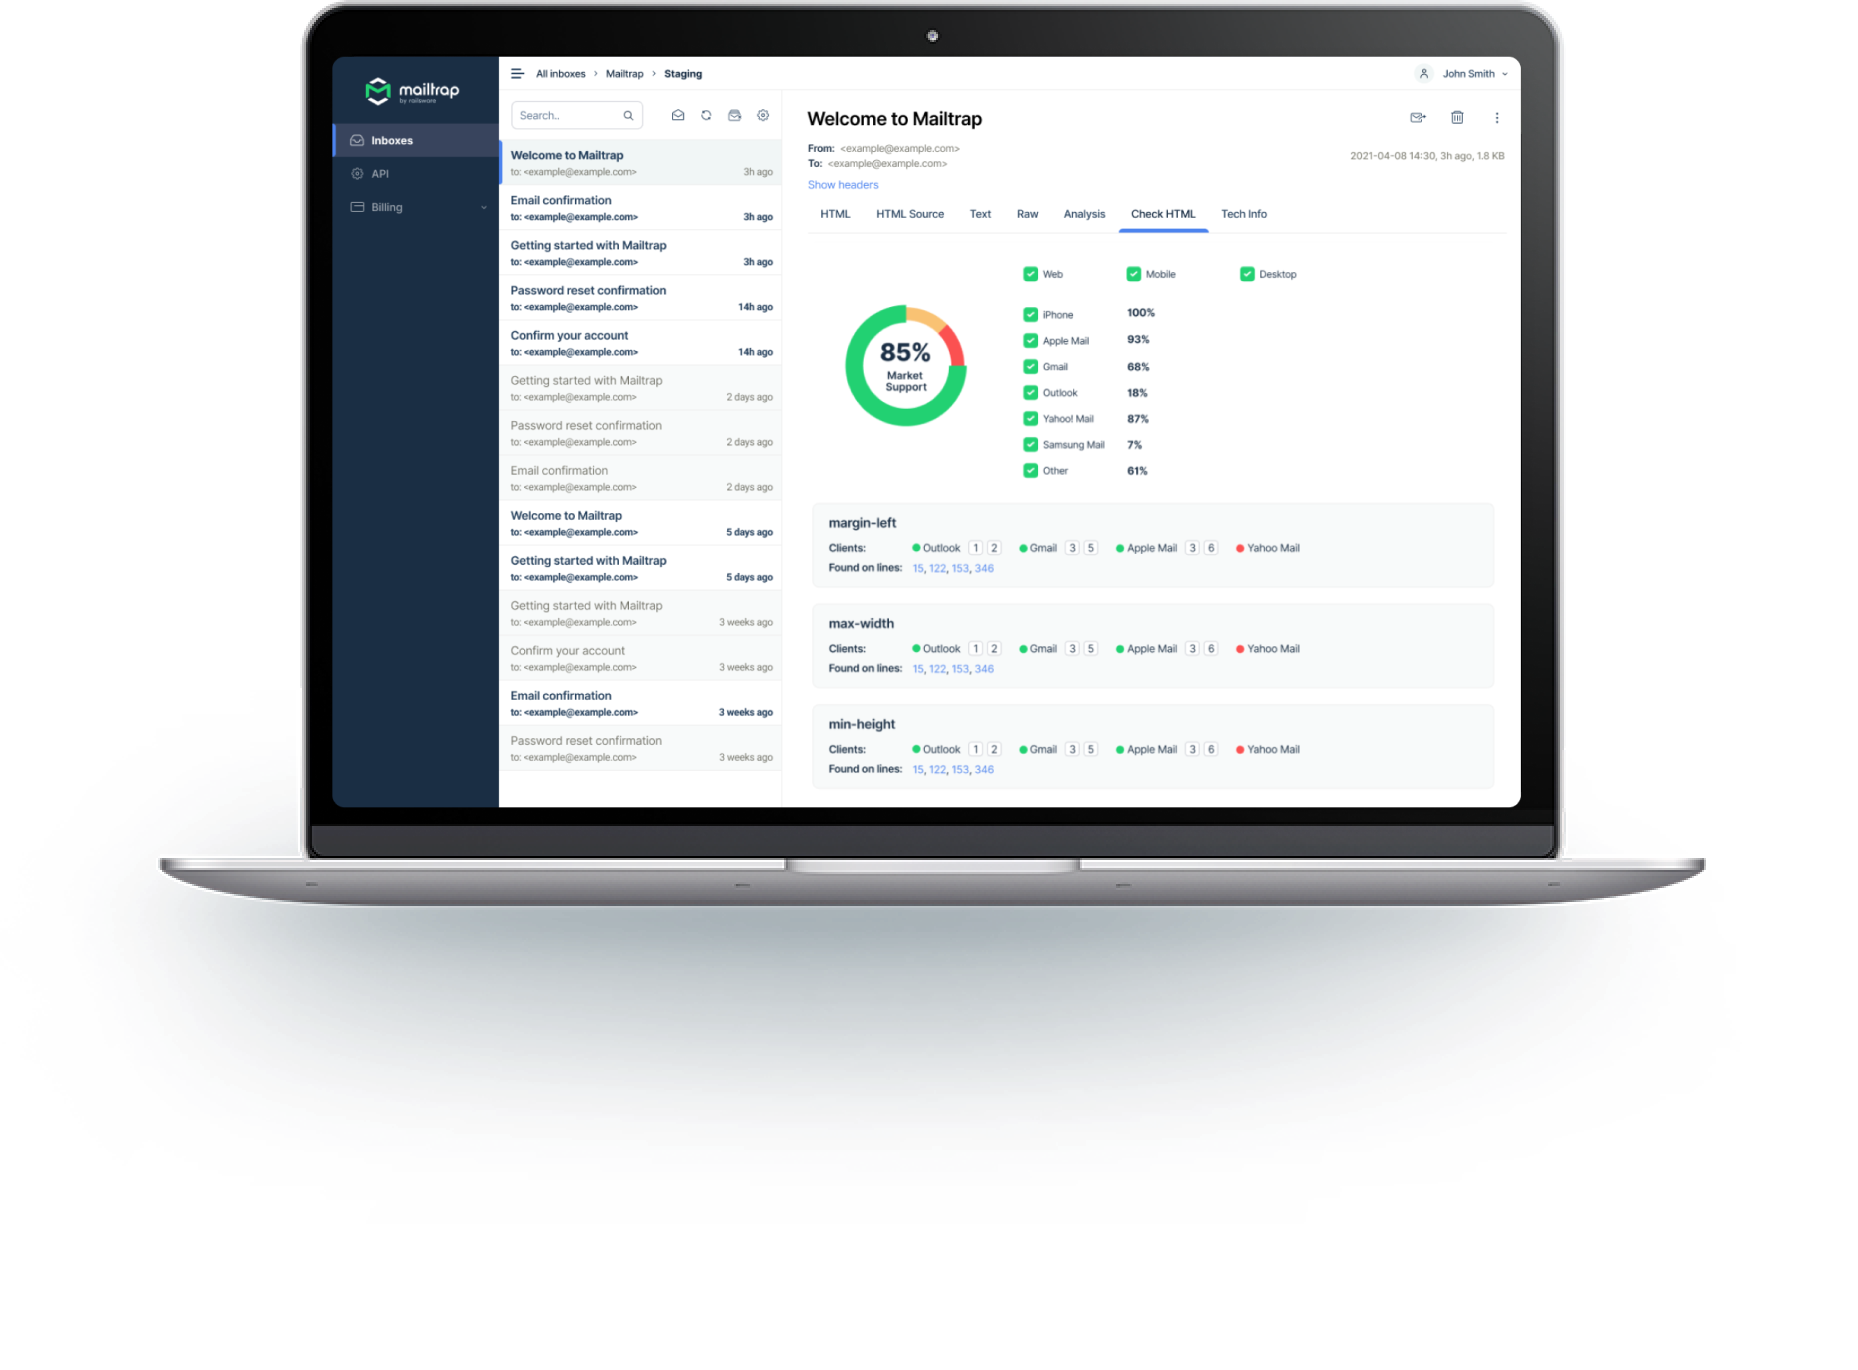 mailtrap
by railsware
Inboxes
API
Billing
All inboxes > Mailtrap > Staging
John Smith
Search..
Welcome to Mailtrap
to: <example@example.com> 3h ago
Email confirmation
to: <example@example.com> 3h ago
Getting started with Mailtrap
to: <example@example.com> 3h ago
Password reset confirmation
to: <example@example.com> 14h ago
Confirm your account
to: <example@example.com> 14h ago
Getting started with Mailtrap
to: <example@example.com> 2 days ago
Password reset confirmation
to: <example@example.com> 2 days ago
Email confirmation
to: <example@example.com> 2 days ago
Welcome to Mailtrap
to: <example@example.com> 5 days ago
Getting started with Mailtrap
to: <example@example.com> 5 days ago
Getting started with Mailtrap
to: <example@example.com> 3 weeks ago
Confirm your account
to: <example@example.com> 3 weeks ago
Email confirmation
to: <example@example.com> 3 weeks ago
Password reset confirmation
to: <example@example.com> 3 weeks ago
Welcome to Mailtrap
From: <example@example.com>
To: <example@example.com>
2021-04-08 14:30, 3h ago, 1.8 KB
Show headers
HTML HTML Source Text Raw Analysis Check HTML Tech Info
85%
Market
Support
Web Mobile Desktop
iPhone 100%
Apple Mail 93%
Gmail 68%
Outlook 18%
Yahoo! Mail 87%
Samsung Mail 7%
Other 61%
margin-left
Clients: Outlook 1 2 Gmail 3 5 Apple Mail 3 6 Yahoo Mail
Found on lines: 15, 122, 153, 346
max-width
Clients: Outlook 1 2 Gmail 3 5 Apple Mail 3 6 Yahoo Mail
Found on lines: 15, 122, 153, 346
min-height
Clients: Outlook 1 2 Gmail 3 5 Apple Mail 3 6 Yahoo Mail
Found on lines: 15, 122, 153, 346